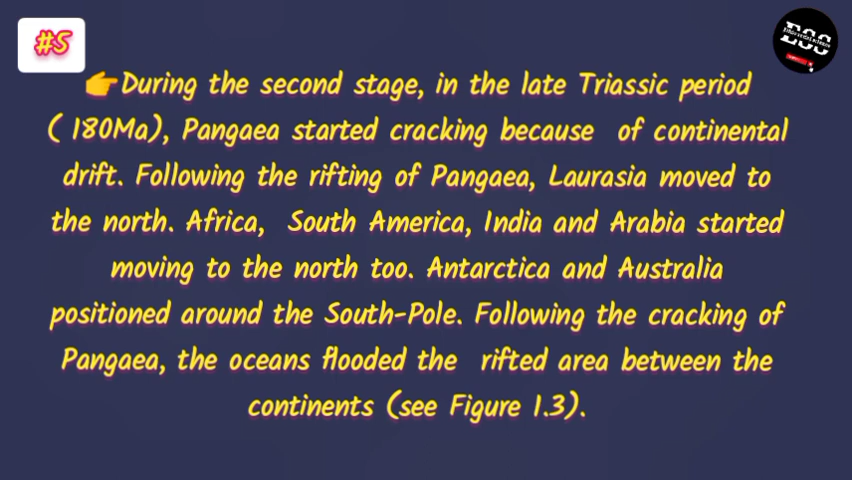 #5
ESS
👉During the second stage, in the late Triassic period
( 180Ma), Pangaea started cracking because of continental
drift. Following the rifting of Pangaea, Laurasia moved to
the north. Africa, South America, India and Arabia started
moving to the north too. Antarctica and Australia
positioned around the South-Pole. Following the cracking of
Pangaea, the oceans flooded the rifted area between the
continents (see Figure 1.3).